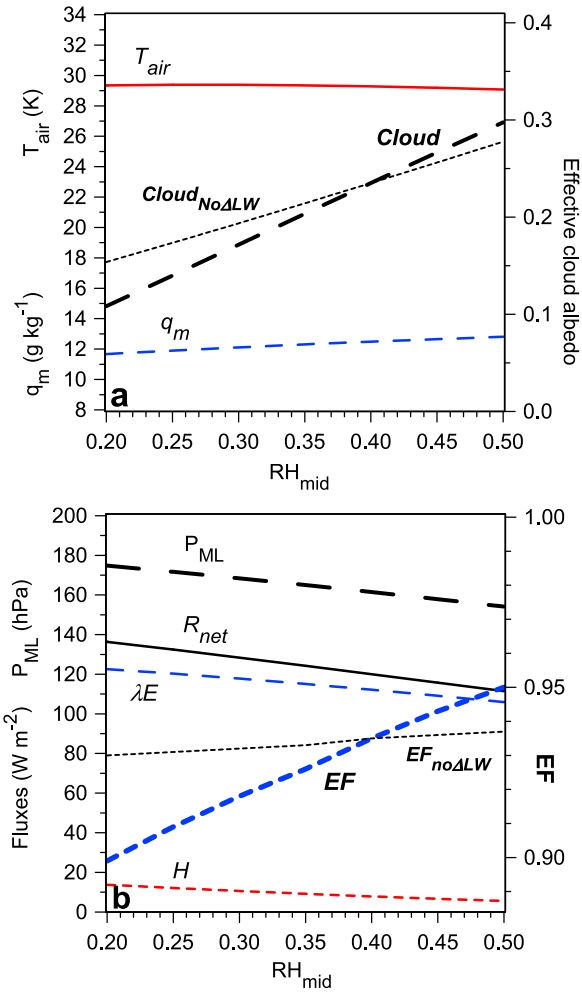 34
32
30
28
26
24
22
20
18
16
14
12
10
8
T_air (K)
q_m (g kg^-1)
T_air
Cloud
Cloud_NoΔLW
q_m
a
0.4
0.3
0.2
0.1
0.0
Effective cloud albedo
0.20 0.25 0.30 0.35 0.40 0.45 0.50
RH_mid
200
180
160
140
120
100
80
60
40
20
0
P_ML (hPa)
Fluxes (W m^-2)
P_ML
R_net
λE
EF_noΔLW
EF
H
b
1.00
0.95
0.90
EF
0.20 0.25 0.30 0.35 0.40 0.45 0.50
RH_mid